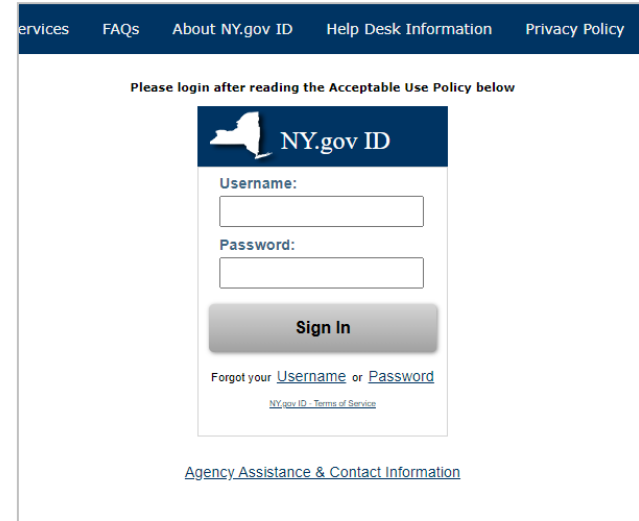 ervices FAQs About NY.gov ID Help Desk Information Privacy Policy
Please login after reading the Acceptable Use Policy below
NY.gov ID
Username:
Password:
Sign In
Forgot your Username or Password
NY.gov ID - Terms of Service
Agency Assistance & Contact Information